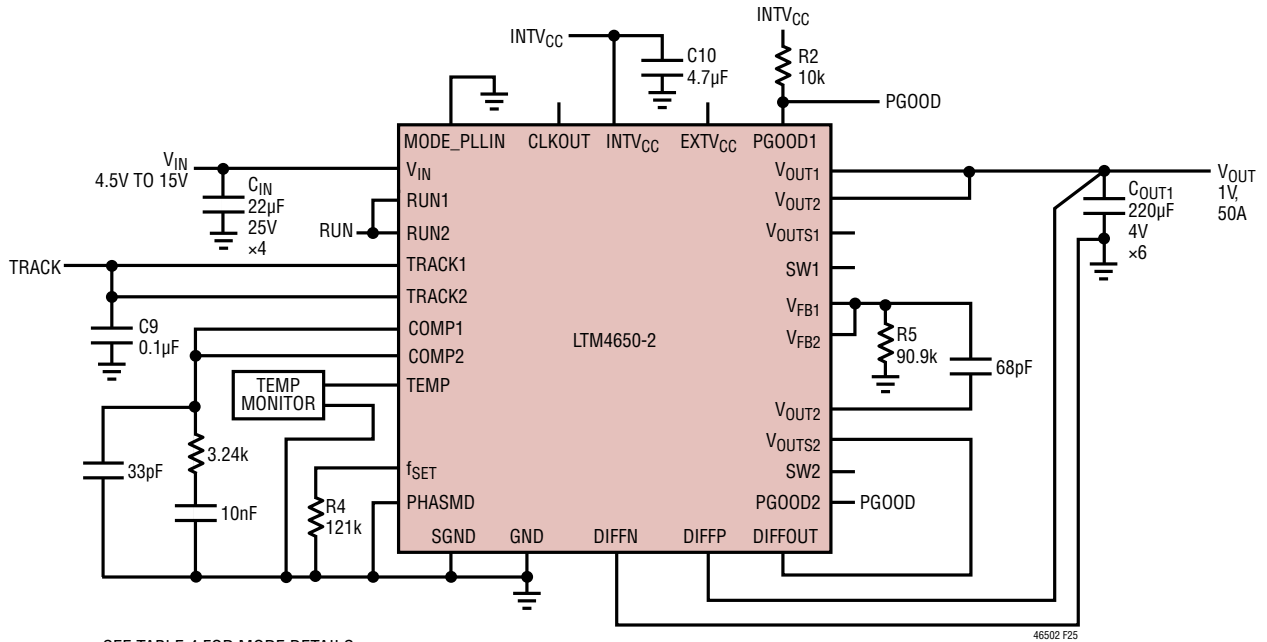 INTVCC
INTVCC
C10
4.7µF
R2
10k
PGOOD
MODE_PLLIN
CLKOUT
INTVCC
EXTVCC
PGOOD1
VIN
4.5V TO 15V
CIN
22µF
25V
×4
RUN
TRACK
C9
0.1µF
TEMP
MONITOR
33pF
3.24k
10nF
R4
121k
VIN
RUN1
RUN2
TRACK1
TRACK2
COMP1
COMP2
TEMP
fSET
PHASMD
SGND
GND
DIFFN
DIFFP
DIFFOUT
LTM4650-2
VOUT1
VOUT2
VOUTS1
SW1
VFB1
VFB2
VOUT2
VOUTS2
SW2
PGOOD2
PGOOD
R5
90.9k
68pF
COUT1
220µF
4V
×6
VOUT
1V,
50A
46502 F25